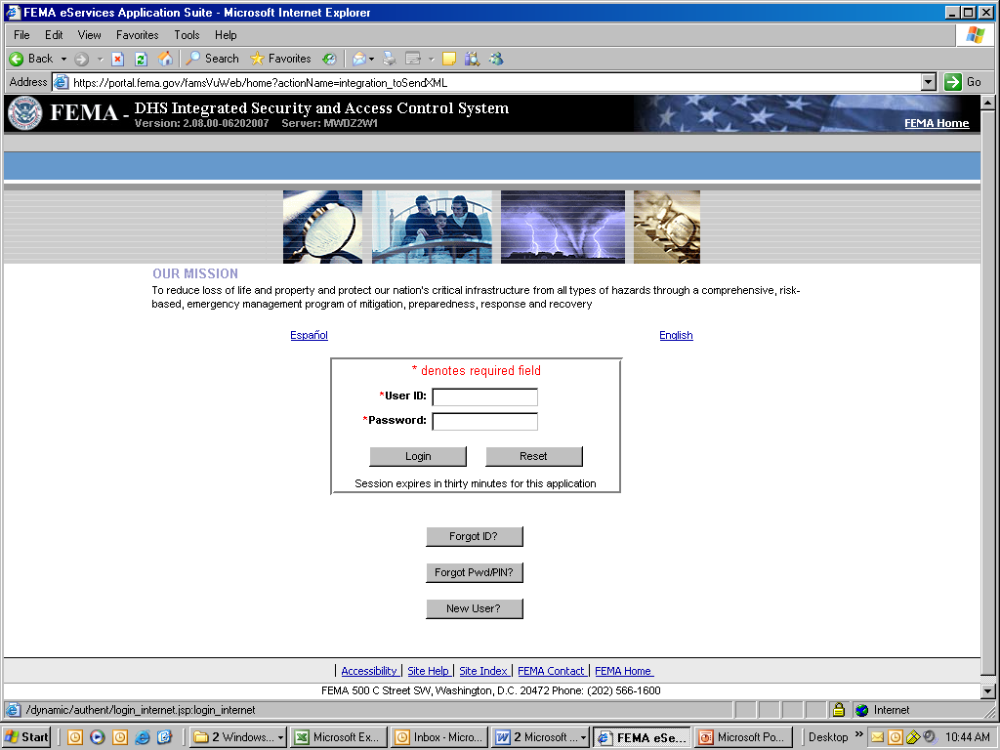 FEMA eServices Application Suite - Microsoft Internet Explorer
File Edit View Favorites Tools Help
Back Search Favorites
Address https://portal.fema.gov/famsVuWeb/home?actionName=integration_toSendXML Go
FEMA - DHS Integrated Security and Access Control System
Version: 2.08.00-06202007 Server: MWDZ2W1
FEMA Home
OUR MISSION
To reduce loss of life and property and protect our nation's critical infrastructure from all types of hazards through a comprehensive, risk-
based, emergency management program of mitigation, preparedness, response and recovery
Español English
* denotes required field
*User ID:
*Password:
Login Reset
Session expires in thirty minutes for this application
Forgot ID?
Forgot Pwd/PIN?
New User?
| Accessibility | Site Help | Site Index | FEMA Contact | FEMA Home
FEMA 500 C Street SW, Washington, D.C. 20472 Phone: (202) 566-1600
/dynamic/authent/login_internet.jsp:login_internet Internet
Start 2 Windows... Microsoft Ex... Inbox - Micro... 2 Microsoft ... FEMA eSe... Microsoft Po... Desktop » 10:44 AM